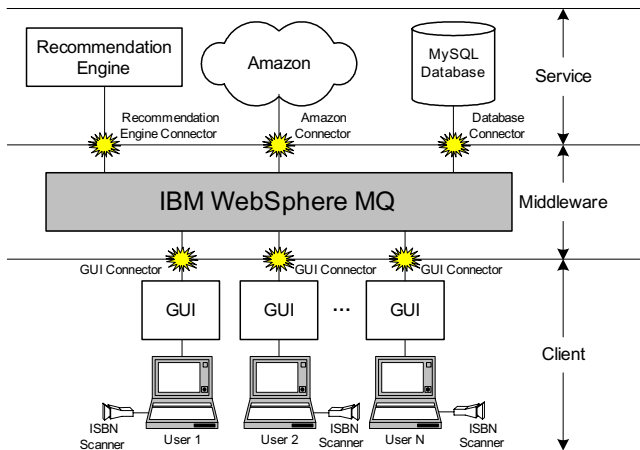 Recommendation
Engine
Amazon
MySQL
Database
Service
Recommendation
Engine Connector
Amazon
Connector
Database
Connector
IBM WebSphere MQ
Middleware
GUI Connector
GUI Connector
GUI Connector
GUI
GUI
...
GUI
Client
ISBN
Scanner
User 1
User 2
ISBN
Scanner
User N
ISBN
Scanner